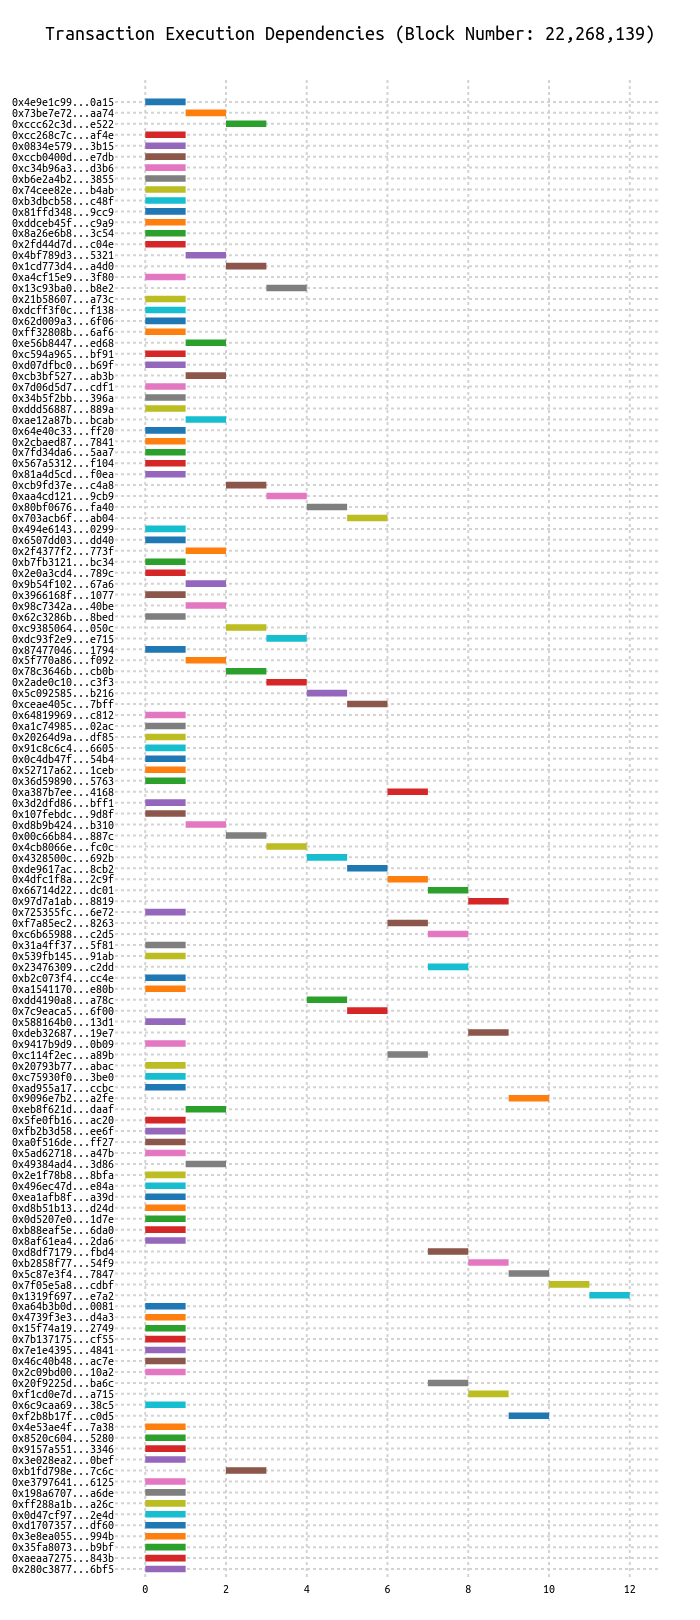 Transaction Execution Dependencies (Block Number: 22,268,139)
0x4e9e1c99...0a15
0x73be7e72...aa74
0xccc62c3d...e522
0xcc268c7c...af4e
0x0834e579...3b15
0xccb0400d...e7db
0xc34b96a3...d3b6
0xb6e2a4b2...3855
0x74cee82e...b4ab
0xb3dbcb58...c48f
0x81ffd348...9cc9
0xddceb45f...c9a9
0x8a26e6b8...3c54
0x2fd44d7d...c04e
0x4bf789d3...5321
0x1cd773d4...a4d0
0xa4cf15e9...3f80
0x13c93ba0...b8e2
0x21b58607...a73c
0xdcff3f0c...f138
0x62d009a3...6f06
0xff32808b...6af6
0xe56b8447...ed68
0xc594a965...bf91
0xd07dfbc0...b69f
0xcb3bf527...ab3b
0x7d06d5d7...cdf1
0x34b5f2bb...396a
0xddd56887...889a
0xae12a87b...bcab
0x64e40c33...ff20
0x2cbaed87...7841
0x7fd34da6...5aa7
0x567a5312...f104
0x81a4d5cd...f0ea
0xcb9fd37e...c4a8
0xaa4cd121...9cb9
0x80bf0676...fa40
0x703acb6f...ab04
0x494e6143...0299
0x6507dd03...dd40
0x2f4377f2...773f
0xb7fb3121...bc34
0x2e0a3cd4...789c
0x9b54f102...67a6
0x3966168f...1077
0x98c7342a...40be
0x62c3286b...8bed
0xc9385064...050c
0xdc93f2e9...e715
0x87477046...1794
0x5f770a86...f092
0x78c3646b...cb0b
0x2ade0c10...c3f3
0x5c092585...b216
0xceae405c...7bff
0x64819969...c812
0xa1c74985...02ac
0x20264d9a...df85
0x91c8c6c4...6605
0x0c4db47f...54b4
0x52717a62...1ceb
0x36d59890...5763
0xa387b7ee...4168
0x3d2dfd86...bff1
0x107febdc...9d8f
0xd8b9b424...b310
0x00c66b84...887c
0x4cb8066e...fc0c
0x4328500c...692b
0xde9617ac...8cb2
0x4dfc1f8a...2c9f
0x66714d22...dc01
0x97d7a1ab...8819
0x725355fc...6e72
0xf7a85ec2...8263
0xc6b65988...c2d5
0x31a4ff37...5f81
0x539fb145...91ab
0x23476309...c2dd
0xb2c073f4...cc4e
0xa1541170...e80b
0xdd4190a8...a78c
0x7c9eaca5...6f00
0x588164b0...13d1
0xdeb32687...19e7
0x9417b9d9...0b09
0xc114f2ec...a89b
0x20793b77...abac
0xc75930f0...3be0
0xad955a17...ccbc
0x9096e7b2...a2fe
0xeb8f621d...daaf
0x5fe0fb16...ac20
0xfb2b3d58...ee6f
0xa0f516de...ff27
0x5ad62718...a47b
0x49384ad4...3d86
0x2e1f78b8...8bfa
0x496ec47d...e84a
0xea1afb8f...a39d
0xd8b51b13...d24d
0x0d5207e0...1d7e
0xb88eaf5e...6da0
0x8af61ea4...2da6
0xd8df7179...fbd4
0xb2858f77...54f9
0x5c87e3f4...7847
0x7f05e5a8...cdbf
0x1319f697...e7a2
0xa64b3b0d...0081
0x4739f3e3...d4a3
0x15f74a19...2749
0x7b137175...cf55
0x7e1e4395...4841
0x46c40b48...ac7e
0x2c09bd00...10a2
0x20f9225d...ba6c
0xf1cd0e7d...a715
0x6c9caa69...38c5
0xf2b8b17f...c0d5
0x4e53ae4f...7a38
0x8520c604...5280
0x9157a551...3346
0x3e028ea2...0bef
0xb1fd798e...7c6c
0xe3797641...6125
0x198a6707...a6de
0xff288a1b...a26c
0x0d47cf97...2e4d
0xd1707357...df60
0x3e8ea055...994b
0x35fa8073...b9bf
0xaeaa7275...843b
0x280c3877...6bf5
0 2 4 6 8 10 12